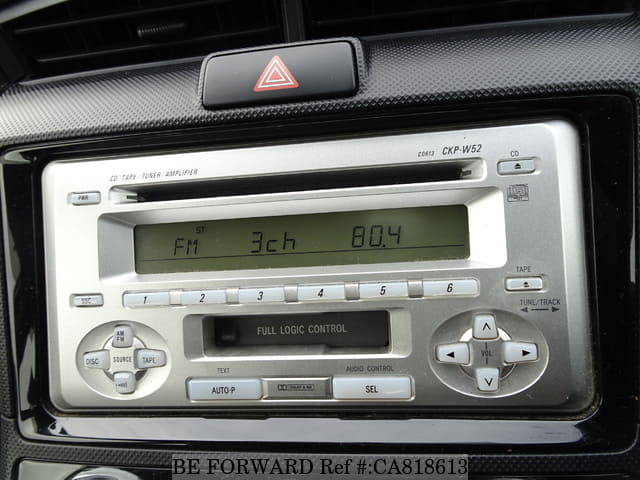 CD/TAPE/TUNER/AMPLIFIER
CD613 CKP-W52
PWR
CD
ST
FM 3ch 80.4
TAPE
1 2 3 4 5 6
TUNE/TRACK
AM
FM
FULL LOGIC CONTROL
DISC SOURCE TAPE
VOL
TEXT
AUDIO CONTROL
AUTO-P
SEL
BE FORWARD Ref #:CA818613